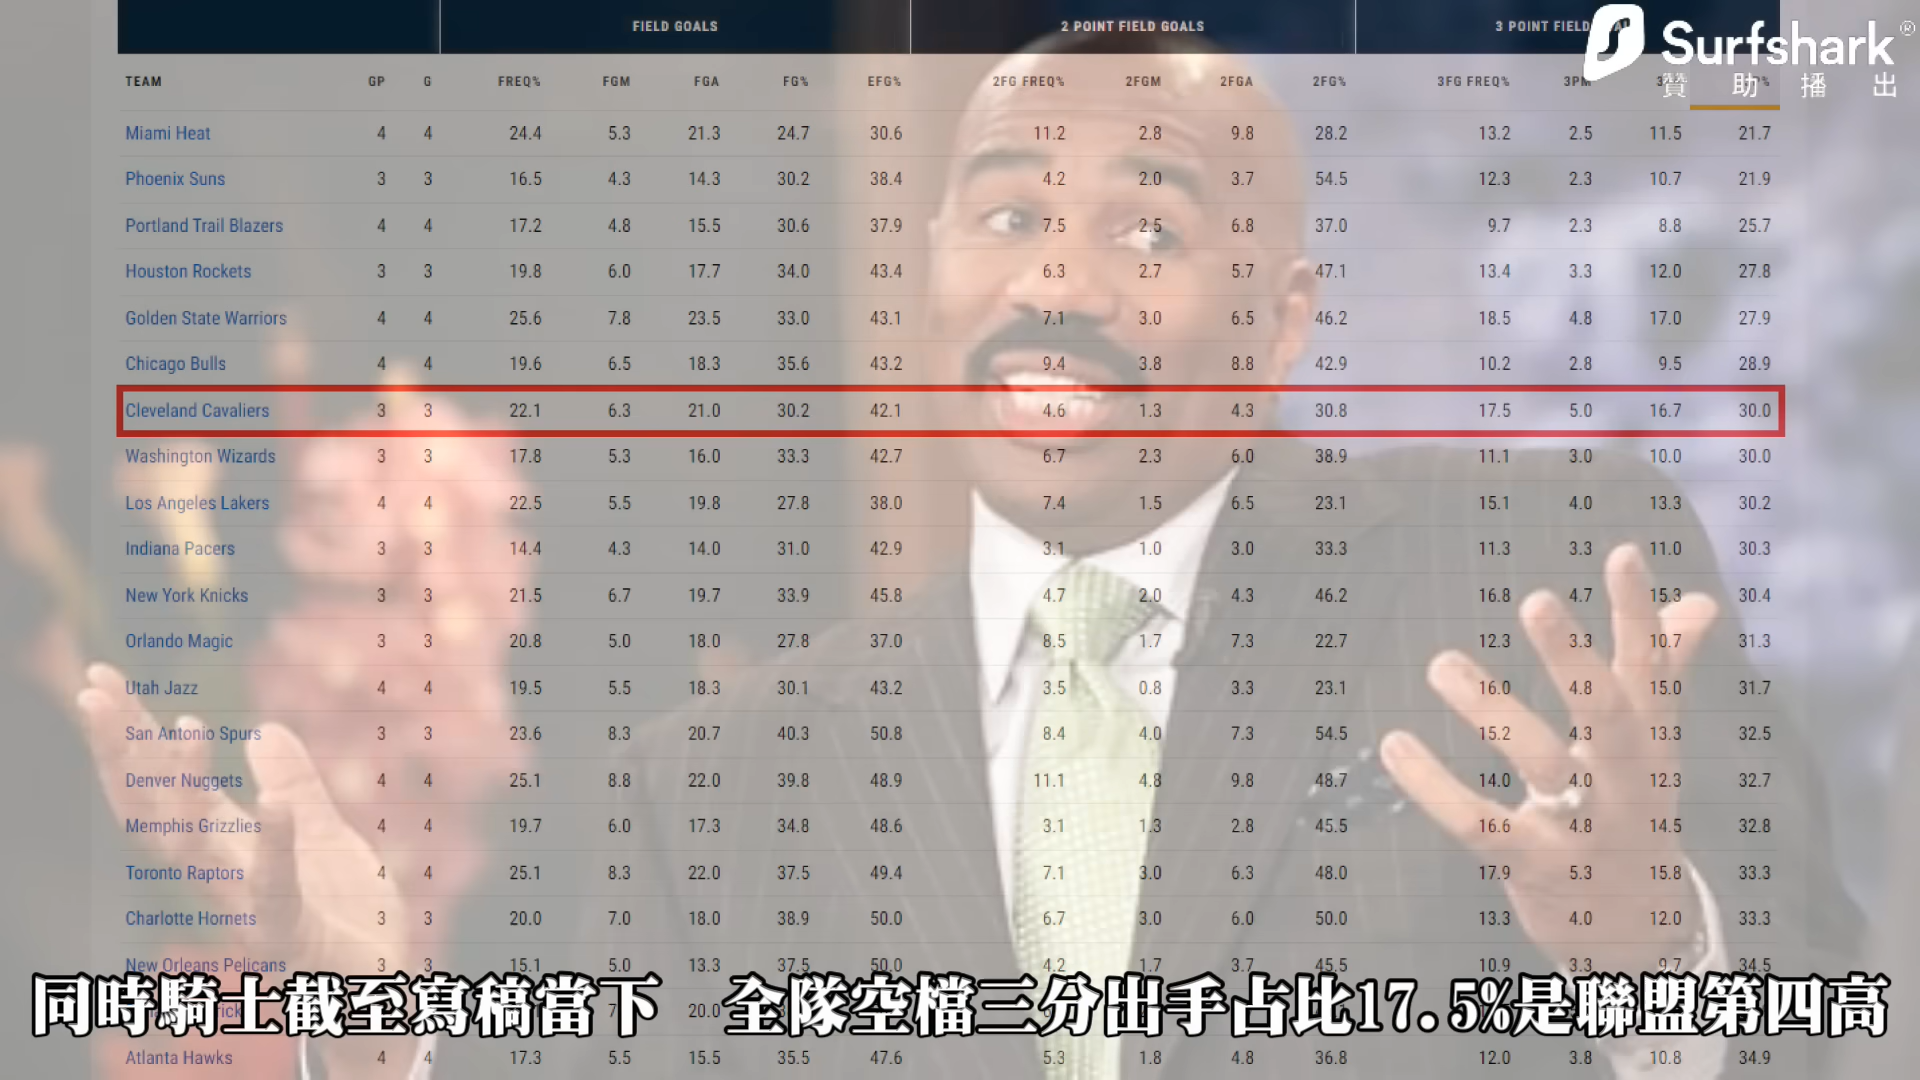 FIELD GOALS 2 POINT FIELD GOALS 3 POINT FIELD
Surfshark®
贊助播出
TEAM GP G FREQ% FGM FGA FG% EFG% 2FG FREQ% 2FGM 2FGA 2FG% 3FG FREQ%
Miami Heat 4 4 24.4 5.3 21.3 24.7 30.6 11.2 2.8 9.8 28.2 13.2 2.5 11.5 21.7
Phoenix Suns 3 3 16.5 4.3 14.3 30.2 38.4 4.2 2.0 3.7 54.5 12.3 2.3 10.7 21.9
Portland Trail Blazers 4 4 17.2 4.8 15.5 30.6 37.9 7.5 2.5 6.8 37.0 9.7 2.3 8.8 25.7
Houston Rockets 3 3 19.8 6.0 17.7 34.0 43.4 6.3 2.7 5.7 47.1 13.4 3.3 12.0 27.8
Golden State Warriors 4 4 25.6 7.8 23.5 33.0 43.1 7.1 3.0 6.5 46.2 18.5 4.8 17.0 27.9
Chicago Bulls 4 4 19.6 6.5 18.3 35.6 43.2 9.4 3.8 8.8 42.9 10.2 2.8 9.5 28.9
Cleveland Cavaliers 3 3 22.1 6.3 21.0 30.2 42.1 4.6 1.3 4.3 30.8 17.5 5.0 16.7 30.0
Washington Wizards 3 3 17.8 5.3 16.0 33.3 42.7 6.7 2.3 6.0 38.9 11.1 3.0 10.0 30.0
Los Angeles Lakers 4 4 22.5 5.5 19.8 27.8 38.0 7.4 1.5 6.5 23.1 15.1 4.0 13.3 30.2
Indiana Pacers 3 3 14.4 4.3 14.0 31.0 42.9 3.1 1.0 3.0 33.3 11.3 3.3 11.0 30.3
New York Knicks 3 3 21.5 6.7 19.7 33.9 45.8 4.7 2.0 4.3 46.2 16.8 4.7 15.3 30.4
Orlando Magic 3 3 20.8 5.0 18.0 27.8 37.0 8.5 1.7 7.3 22.7 12.3 3.3 10.7 31.3
Utah Jazz 4 4 19.5 5.5 18.3 30.1 43.2 3.5 0.8 3.3 23.1 16.0 4.8 15.0 31.7
San Antonio Spurs 3 3 23.6 8.3 20.7 40.3 50.8 8.4 4.0 7.3 54.5 15.2 4.3 13.3 32.5
Denver Nuggets 4 4 25.1 8.8 22.0 39.8 48.9 11.1 4.8 9.8 48.7 14.0 4.0 12.3 32.7
Memphis Grizzlies 4 4 19.7 6.0 17.3 34.8 48.6 3.1 1.3 2.8 45.5 16.6 4.8 14.5 32.8
Toronto Raptors 4 4 25.1 8.3 22.0 37.5 49.4 7.1 3.0 6.3 48.0 17.9 5.3 15.8 33.3
Charlotte Hornets 3 3 20.0 7.0 18.0 38.9 50.0 6.7 3.0 6.0 50.0 13.3 4.0 12.0 33.3
New Orleans Pelicans 3 3 15.1 5.0 13.3 37.5 50.0 4.2 1.7 3.7 45.5 10.9 3.3 9.7 34.5
同時騎士截至寫稿當下 全隊空檔三分出手占比17.5%是聯盟第四高
Atlanta Hawks 4 4 17.3 5.5 15.5 35.5 47.6 5.3 1.8 4.8 36.8 12.0 3.8 10.8 34.9